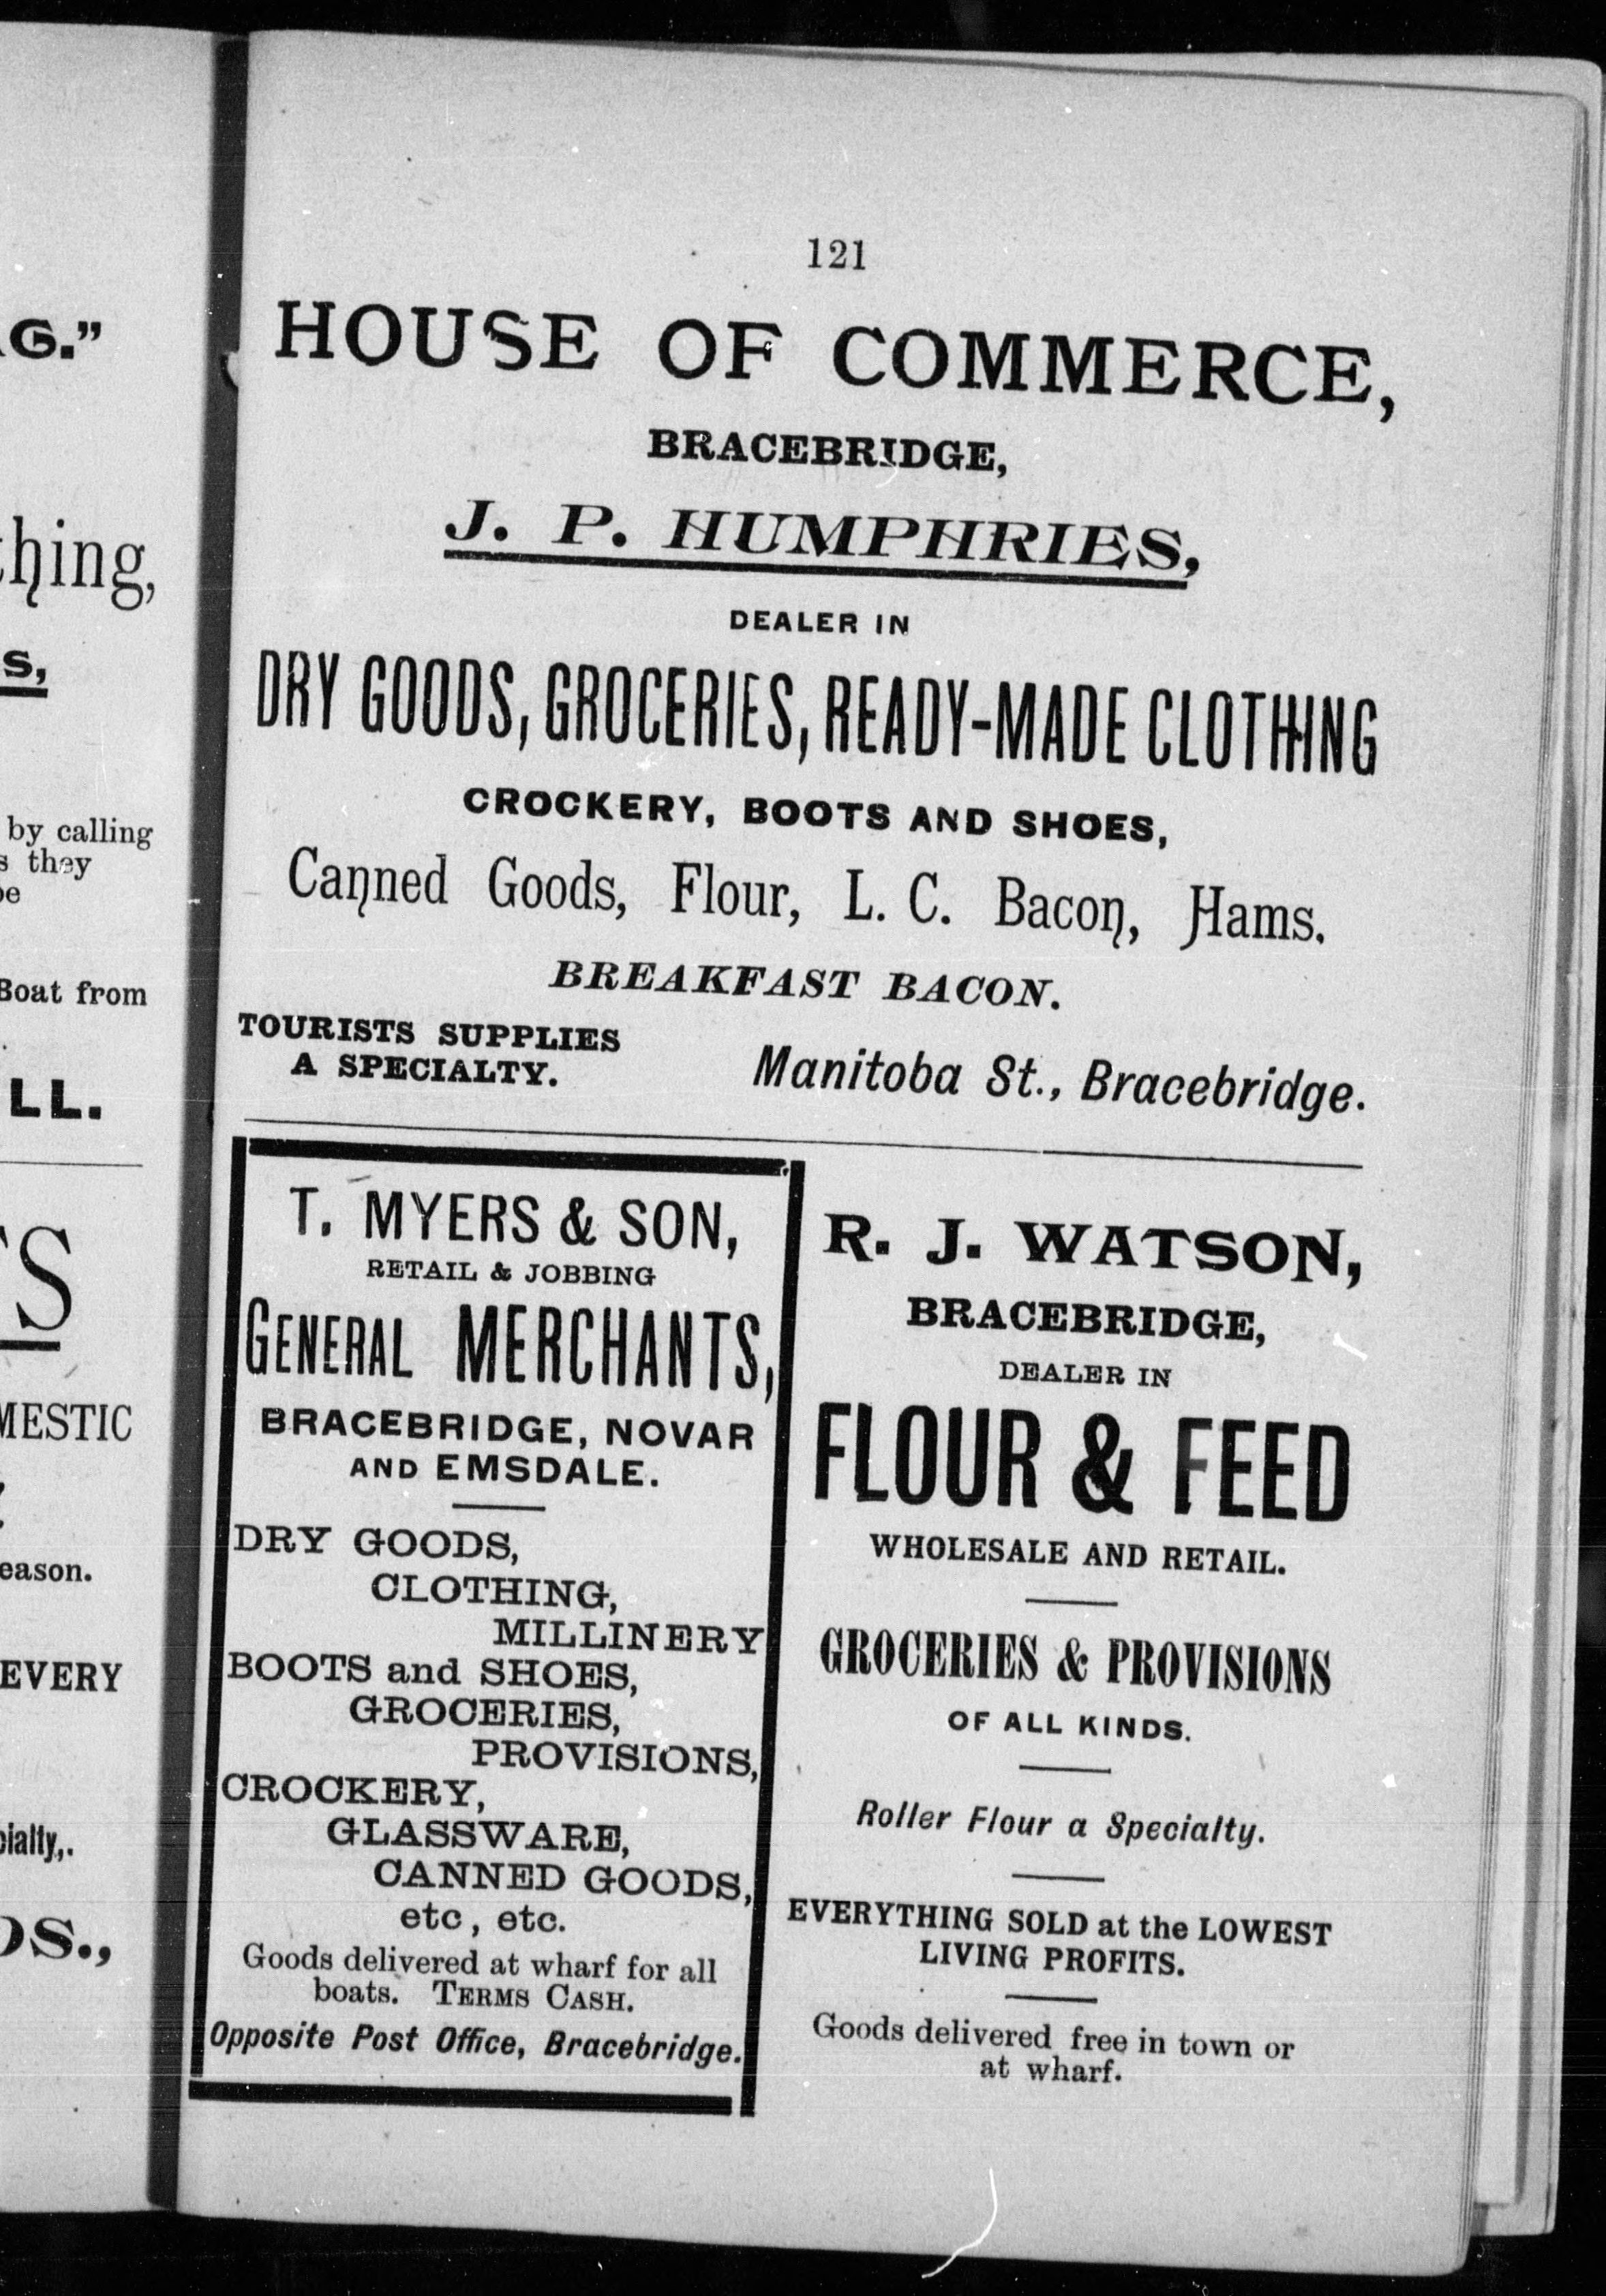 G."
hing,
s,
by calling
s they
be
Boat from
LL.
TS
MESTIC
eason.
EVERY
cialty,.
OS.,
121
HOUSE OF COMMERCE,
BRACEBRIDGE,
J. P. HUMPHRIES,
DEALER IN
DRY GOODS, GROCERIES, READY-MADE CLOTHING
CROCKERY, BOOTS AND SHOES,
Canned Goods, Flour, L. C. Bacon, Hams.
BREAKFAST BACON.
TOURISTS SUPPLIES
A SPECIALTY.
Manitoba St., Bracebridge.
T. MYERS & SON,
RETAIL & JOBBING
GENERAL MERCHANTS,
BRACEBRIDGE, NOVAR
AND EMSDALE.
DRY GOODS,
CLOTHING,
MILLINERY
BOOTS and SHOES,
GROCERIES,
PROVISIONS,
CROCKERY,
GLASSWARE,
CANNED GOODS,
etc, etc.
Goods delivered at wharf for all
boats. TERMS CASH.
Opposite Post Office, Bracebridge.
R. J. WATSON,
BRACEBRIDGE,
DEALER IN
FLOUR & FEED
WHOLESALE AND RETAIL.
GROCERIES & PROVISIONS
OF ALL KINDS.
Roller Flour a Specialty.
EVERYTHING SOLD at the LOWEST
LIVING PROFITS.
Goods delivered free in town or
at wharf.